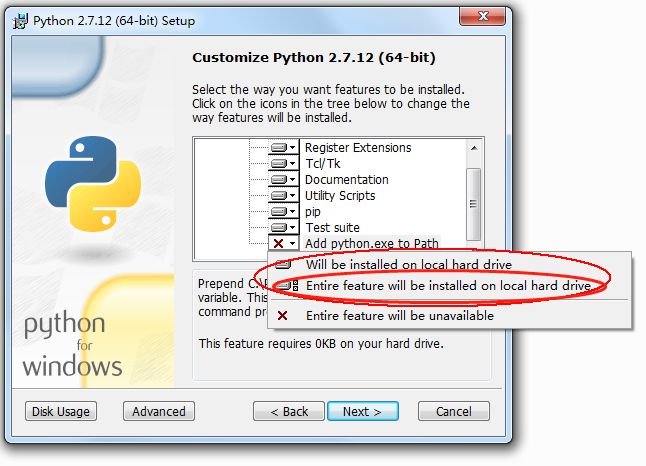 Python 2.7.12 (64-bit) Setup
Customize Python 2.7.12 (64-bit)
Select the way you want features to be installed.
Click on the icons in the tree below to change the
way features will be installed.
Register Extensions
Tcl/Tk
Documentation
Utility Scripts
pip
Test suite
Add python.exe to Path
Will be installed on local hard drive
Entire feature will be installed on local hard drive
Entire feature will be unavailable
Prepend C:\
variable. This
command
This feature requires 0KB on your hard drive.
python
for
windows
Disk Usage
Advanced
< Back
Next >
Cancel